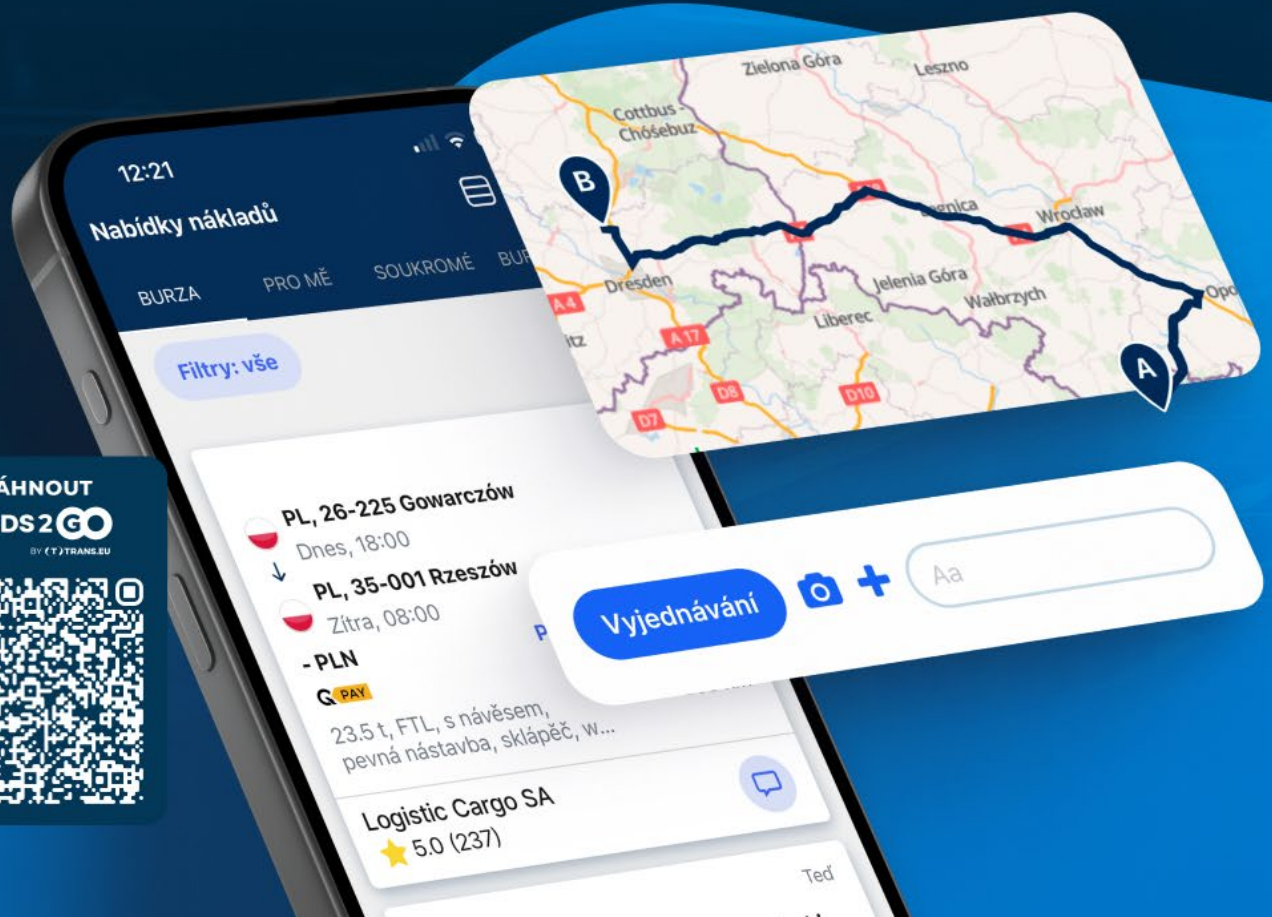 12:21
Nabídky nákladů
BURZA
PRO MĚ
SOUKROMÉ
Filtry: vše
PL, 26-225 Gowarczów
Dnes, 18:00
PL, 35-001 Rzeszów
Zítra, 08:00
- PLN
PAY
23.5 t, FTL, s návěsem,
pevná nástavba, sklápěč, w...
Logistic Cargo SA
5.0 (237)
Teď
Zielona Góra
Leszno
Cottbus -
Chóśebuz
B
Legnica
Wrocław
Dresden
Jelenia Góra
Wałbrzych
Liberec
A 4
A 17
D8
D10
D7
A
Vyjednávání
Aa
2GO
BY (T) TRANS.EU